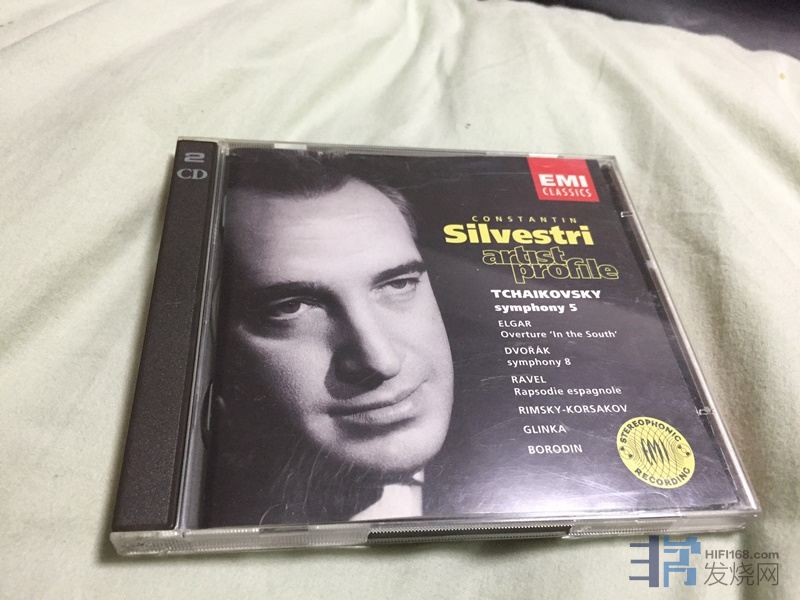 2
CD
EMI
CLASSICS
CONSTANTIN
Silvestri
artist
profile
TCHAIKOVSKY
symphony 5
ELGAR
Overture 'In the South'
DVOŘÁK
symphony 8
RAVEL
Rapsodie espagnole
RIMSKY-KORSAKOV
GLINKA
BORODIN
STEREOPHONIC
EMI
RECORDING
HIFI168.com
发烧网